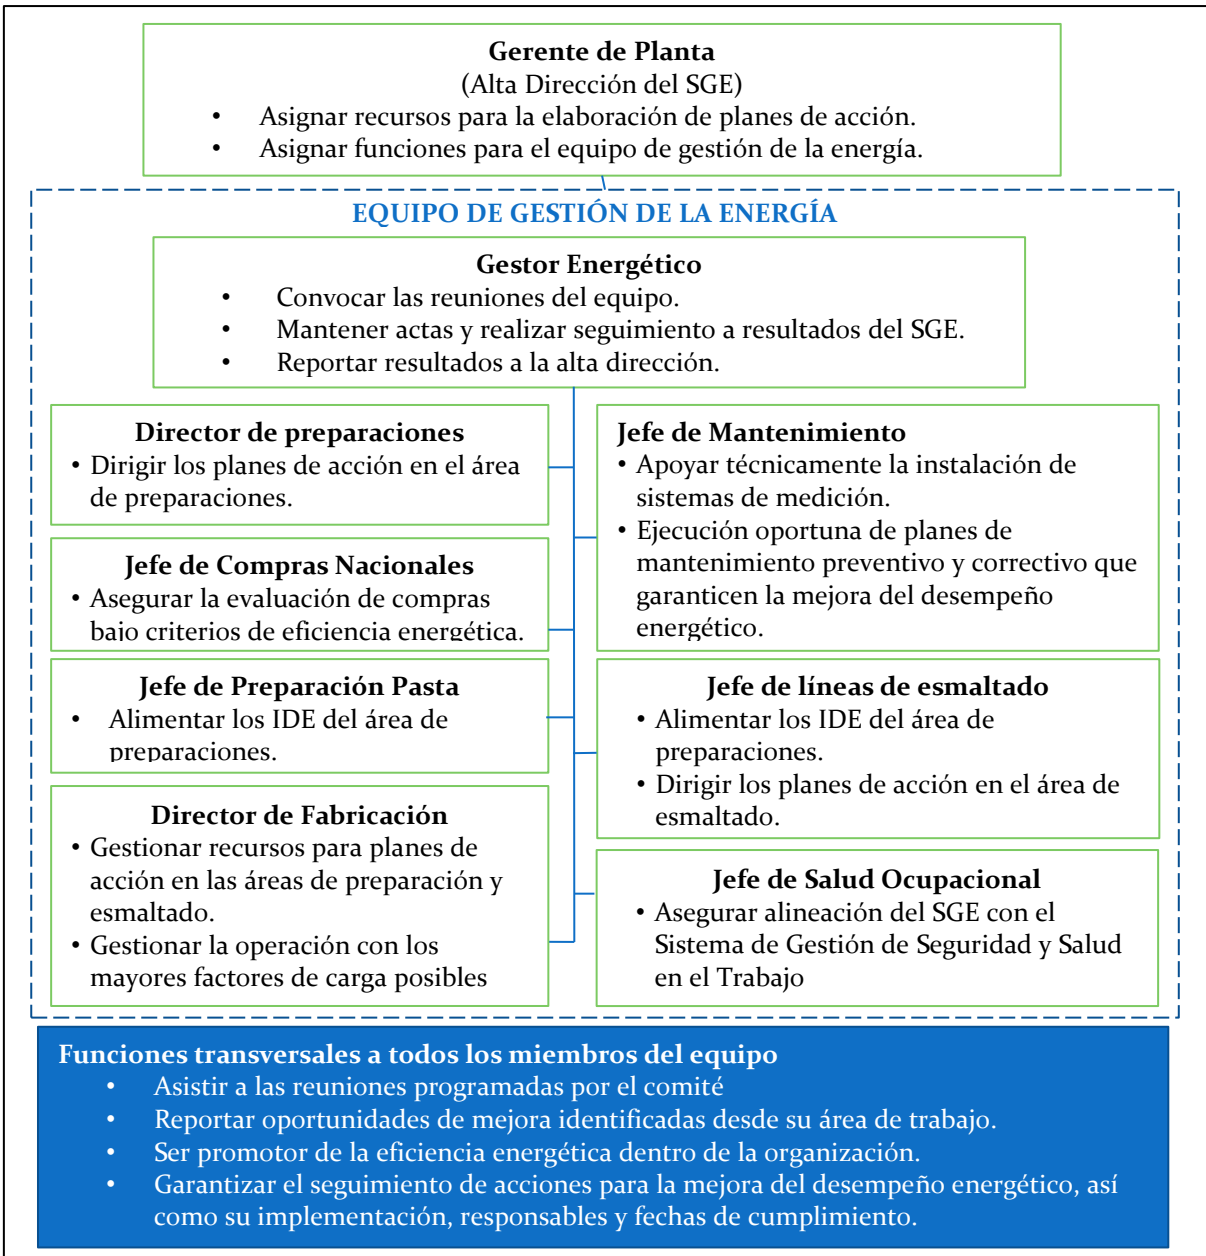 Gerente de Planta
(Alta Dirección del SGE)
• Asignar recursos para la elaboración de planes de acción.
• Asignar funciones para el equipo de gestión de la energía.
EQUIPO DE GESTIÓN DE LA ENERGÍA
Gestor Energético
• Convocar las reuniones del equipo.
• Mantener actas y realizar seguimiento a resultados del SGE.
• Reportar resultados a la alta dirección.
Director de preparaciones
• Dirigir los planes de acción en el área
de preparaciones.
Jefe de Mantenimiento
• Apoyar técnicamente la instalación de
sistemas de medición.
• Ejecución oportuna de planes de
mantenimiento preventivo y correctivo que
garanticen la mejora del desempeño
energético.
Jefe de Compras Nacionales
• Asegurar la evaluación de compras
bajo criterios de eficiencia energética.
Jefe de Preparación Pasta
• Alimentar los IDE del área de
preparaciones.
Jefe de líneas de esmaltado
• Alimentar los IDE del área de
preparaciones.
• Dirigir los planes de acción en el área de
esmaltado.
Director de Fabricación
• Gestionar recursos para planes de
acción en las áreas de preparación y
esmaltado.
• Gestionar la operación con los
mayores factores de carga posibles
Jefe de Salud Ocupacional
• Asegurar alineación del SGE con el
Sistema de Gestión de Seguridad y Salud
en el Trabajo
Funciones transversales a todos los miembros del equipo
• Asistir a las reuniones programadas por el comité
• Reportar oportunidades de mejora identificadas desde su área de trabajo.
• Ser promotor de la eficiencia energética dentro de la organización.
• Garantizar el seguimiento de acciones para la mejora del desempeño energético, así
como su implementación, responsables y fechas de cumplimiento.